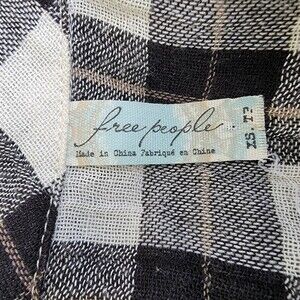 free people
Made in China Fabriqué en Chine
XS. TP